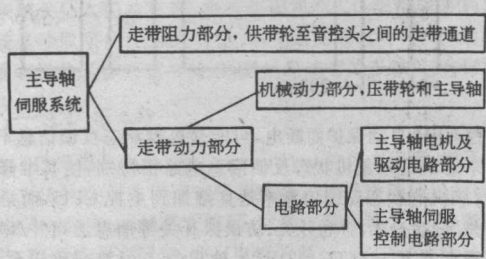 走带阻力部分，供带轮至音控头之间的走带通道
主导轴
伺服系统
机械动力部分，压带轮和主导轴
走带动力部分
主导轴电机及
驱动电路部分
电路部分
主导轴伺服
控制电路部分